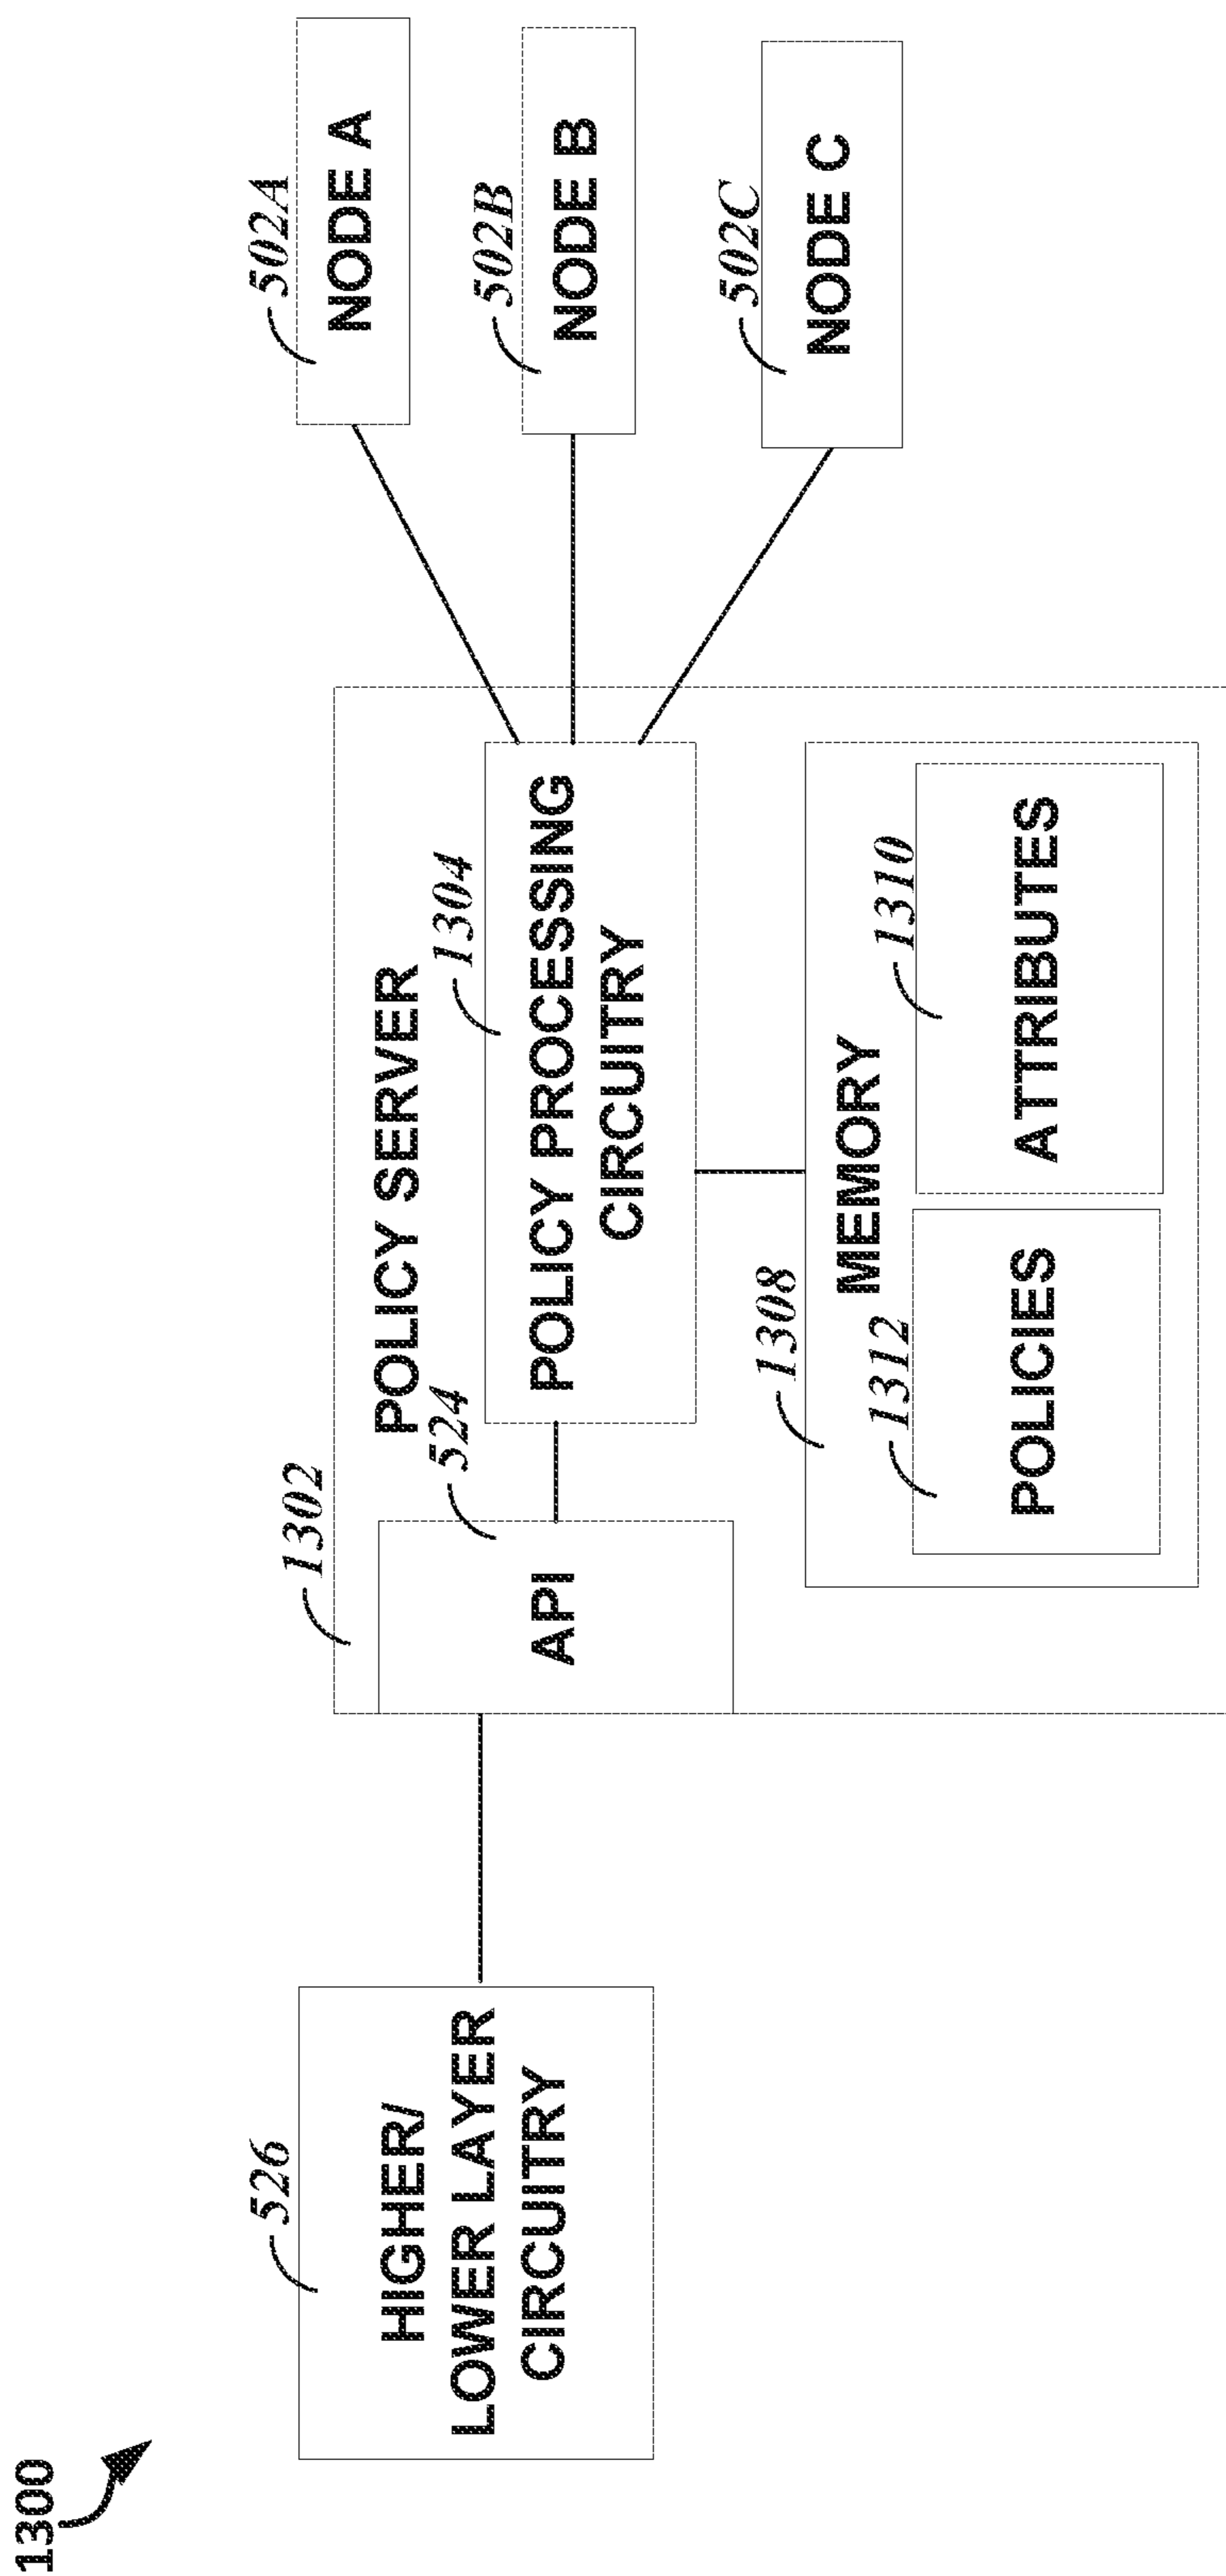 1300
526
HIGHER/
LOWER LAYER
CIRCUITRY
1302
POLICY SERVER
524
API
1304
POLICY PROCESSING
CIRCUITRY
1308
MEMORY
1312
POLICIES
1310
ATTRIBUTES
502A
NODE A
502B
NODE B
502C
NODE C